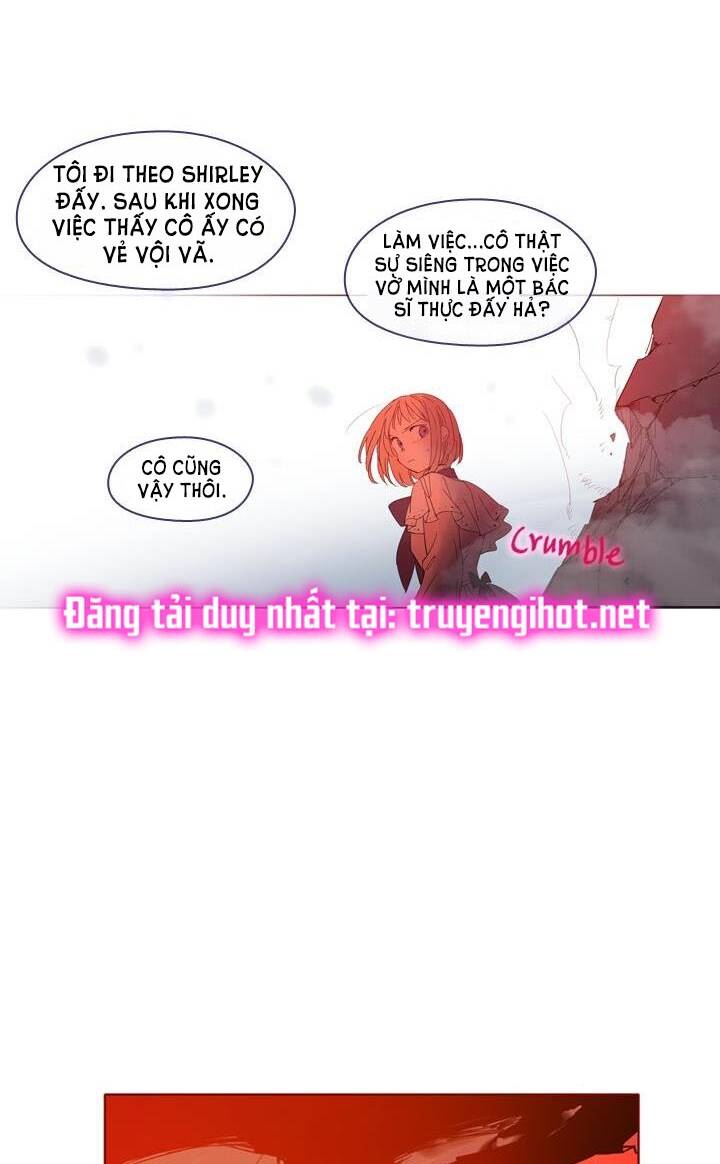 TÔI ĐI THEO SHIRLEY
ĐẤY. SAU KHI XONG
VIỆC THẤY CÔ ẤY CÓ
VẺ VỘI VÃ.
LÀM VIỆC...CÔ THẬT
SỰ SIÊNG TRONG VIỆC
VỜ MÌNH LÀ MỘT BÁC
SĨ THỰC ĐẤY HẢ?
CÔ CŨNG
VẬY THÔI.
Crumble
Đăng tải duy nhất tại: truyengihot.net